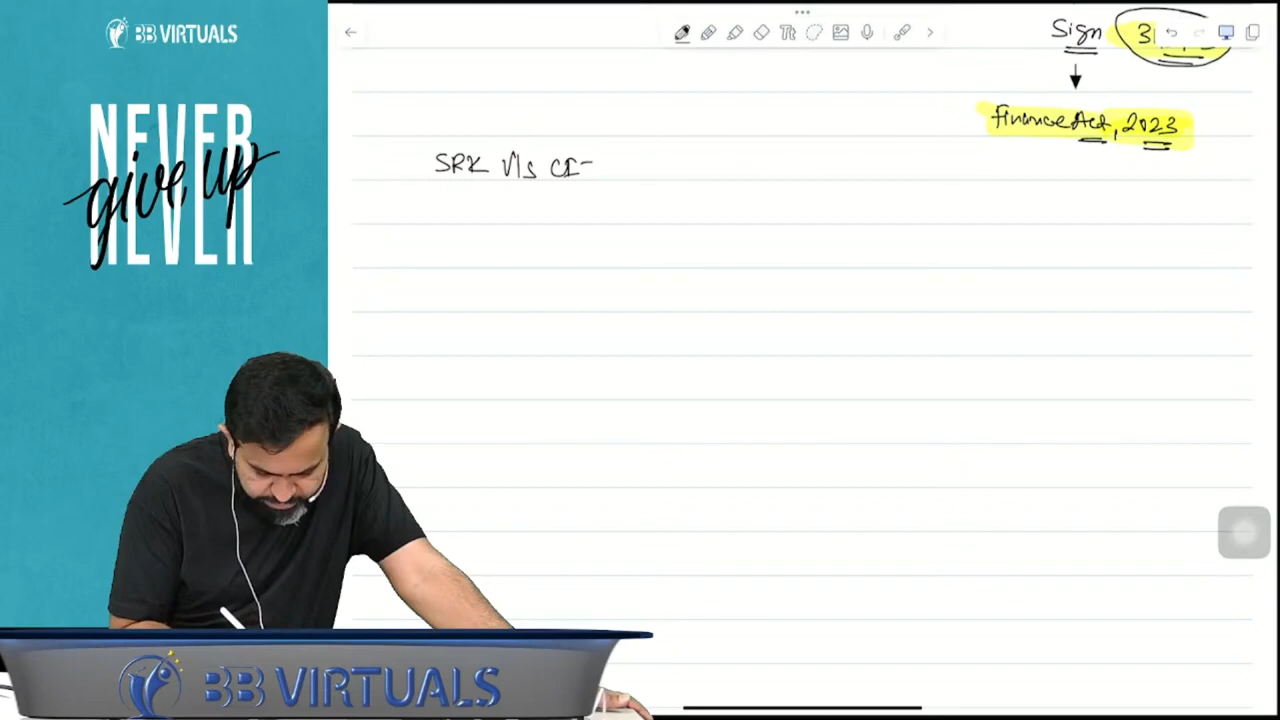 BB VIRTUALS
NEVER
give up
NEVER
Sign 3
Finance Act, 2023
SRK V/s CI
BB VIRTUALS